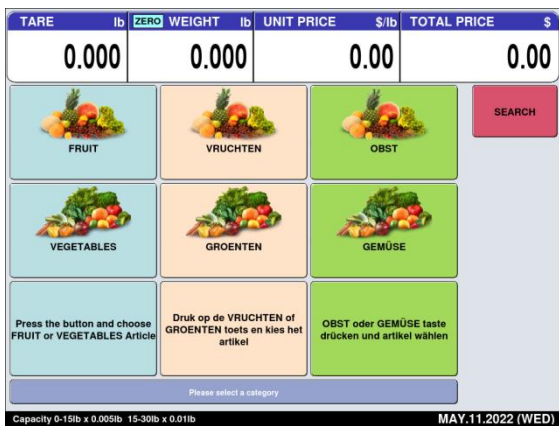 TARE lb ZERO WEIGHT lb UNIT PRICE $/lb TOTAL PRICE $
0.000 0.000 0.00 0.00
FRUIT VRUCHTEN OBST SEARCH
VEGETABLES GROENTEN GEMÜSE
Press the button and choose
FRUIT or VEGETABLES Article
Druk op de VRUCHTEN of
GROENTEN toets en kies het
artikel
OBST oder GEMÜSE taste
drücken und artikel wählen
Please select a category
Capacity 0-15lb x 0.005lb 15-30lb x 0.01lb MAY.11.2022 (WED)